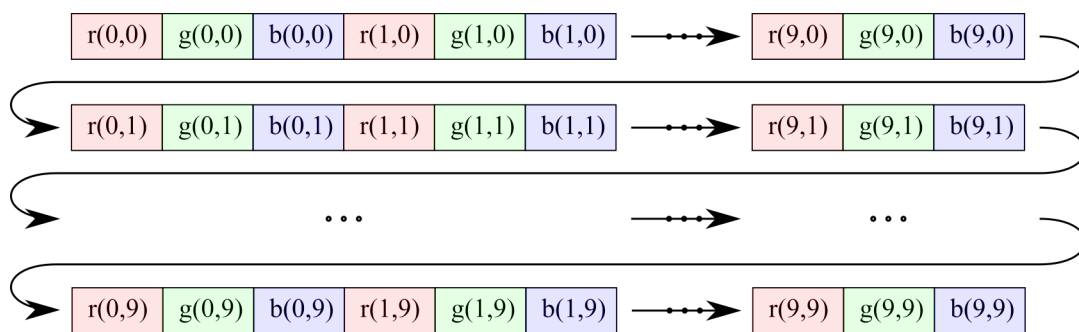 r(0,0) g(0,0) b(0,0) r(1,0) g(1,0) b(1,0) r(9,0) g(9,0) b(9,0)
r(0,1) g(0,1) b(0,1) r(1,1) g(1,1) b(1,1) r(9,1) g(9,1) b(9,1)
r(0,9) g(0,9) b(0,9) r(1,9) g(1,9) b(1,9) r(9,9) g(9,9) b(9,9)